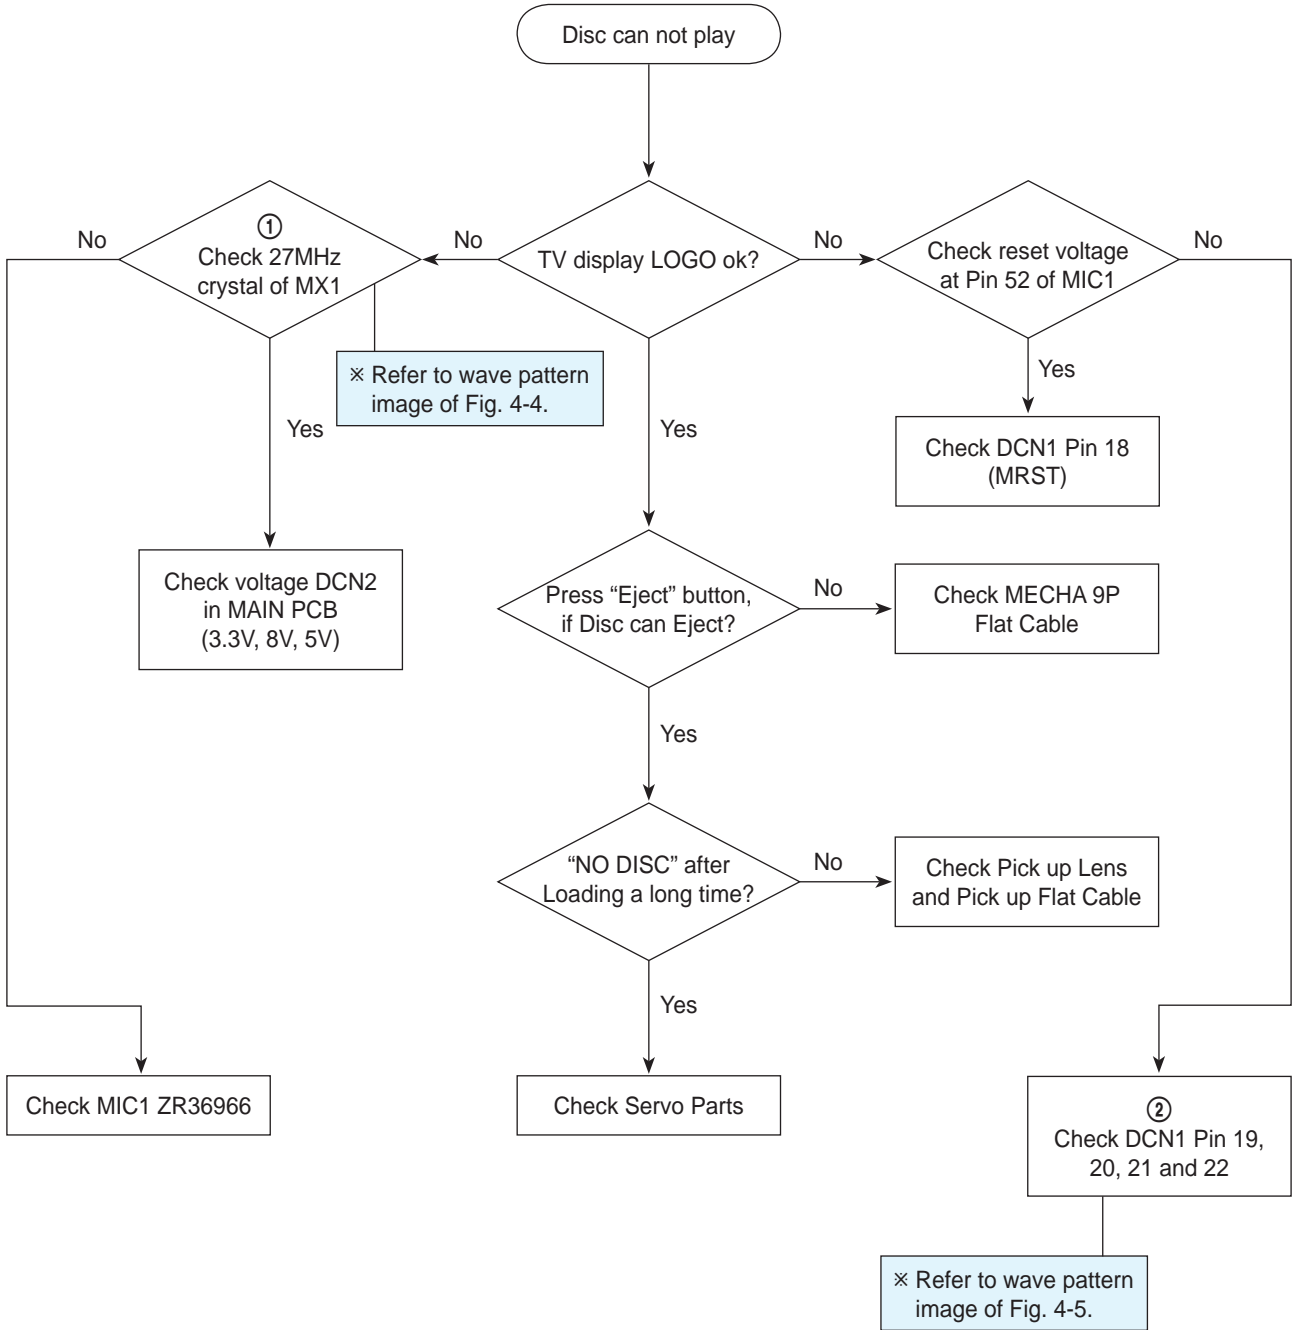 Disc can not play
No
①
Check 27MHz
crystal of MX1
No
TV display LOGO ok?
No
Check reset voltage
at Pin 52 of MIC1
No
※ Refer to wave pattern
image of Fig. 4-4.
Yes
Yes
Yes
Check DCN1 Pin 18
(MRST)
Check voltage DCN2
in MAIN PCB
(3.3V, 8V, 5V)
Press “Eject” button,
if Disc can Eject?
No
Check MECHA 9P
Flat Cable
Yes
“NO DISC” after
Loading a long time?
No
Check Pick up Lens
and Pick up Flat Cable
Yes
Check MIC1 ZR36966
Check Servo Parts
②
Check DCN1 Pin 19,
20, 21 and 22
※ Refer to wave pattern
image of Fig. 4-5.